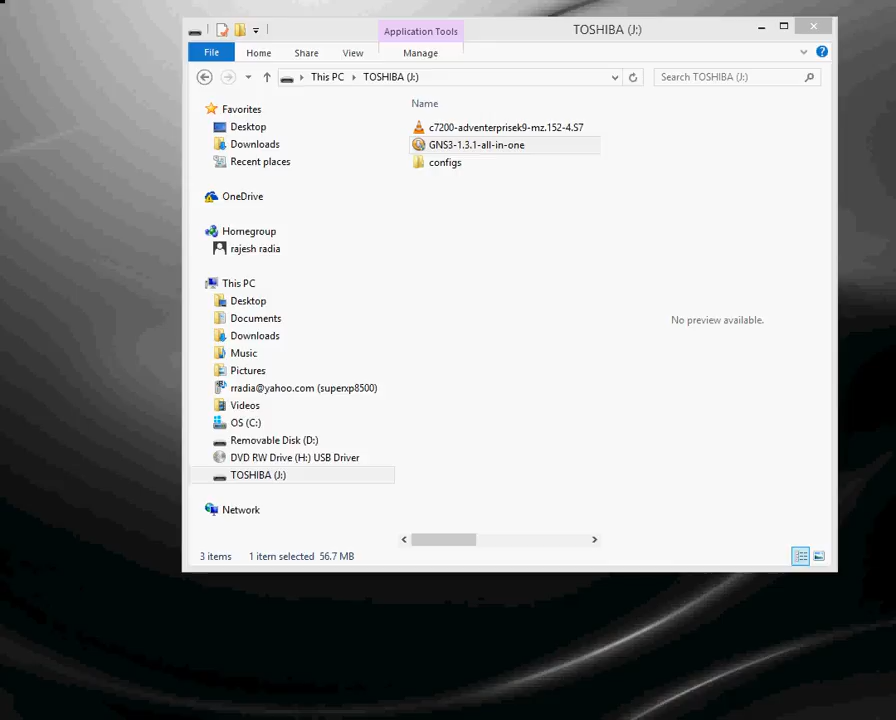 Application Tools
TOSHIBA (J:)
File
Home
Share
View
Manage
This PC
TOSHIBA (J:)
Search TOSHIBA (J:)
Name
Favorites
Desktop
Downloads
Recent places
OneDrive
Homegroup
rajesh radia
This PC
Desktop
Documents
Downloads
Music
Pictures
rradia@yahoo.com (superxp8500)
Videos
OS (C:)
Removable Disk (D:)
DVD RW Drive (H:) USB Driver
TOSHIBA (J:)
Network
c7200-adventerprisek9-mz.152-4.S7
GNS3-1.3.1-all-in-one
configs
No preview available.
3 items
1 item selected 56.7 MB